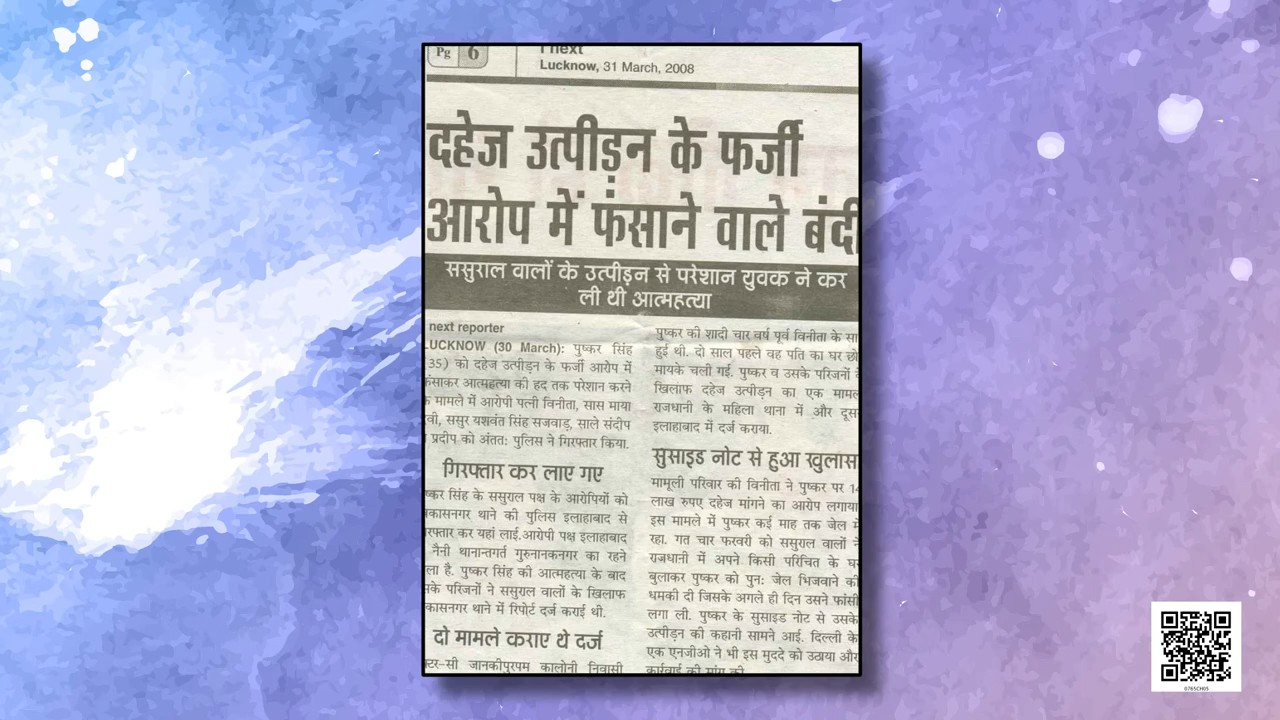 Pg 6
i next
Lucknow, 31 March, 2008
दहेज उत्पीड़न के फर्जी
आरोप में फंसाने वाले बंदी
ससुराल वालों के उत्पीड़न से परेशान युवक ने कर
ली थी आत्महत्या
next reporter
LUCKNOW (30 March): पुष्कर सिंह
35) को दहेज उत्पीड़न के फर्जी आरोप में
आत्महत्या की हद तक परेशान करने
मामले में आरोपी पत्नी विनीता, सास माया
ससुर यशवंत सिंह सजवाड़, साले संदीप
प्रदीप को अंतत: पुलिस ने गिरफ्तार किया.
गिरफ्तार कर लाए गए
सिंह के ससुराल पक्ष के आरोपियों को
थाने की पुलिस इलाहाबाद से
कर यहां लाई.आरोपी पक्ष इलाहाबाद
नैनी थानान्तर्गत गुरुनानकनगर का रहने
है. पुष्कर सिंह की आत्महत्या के बाद
परिजनों ने ससुराल वालों के खिलाफ
थाने में रिपोर्ट दर्ज कराई थी.
दो मामले कराए थे दर्ज
जानकीपुरपम कालोनी निवासी
पुष्कर की शादी चार वर्ष पूर्व विनीता के
हुई थी. दो साल पहले वह पति का घर
मायके चली गई. पुष्कर व उसके परिजनों
खिलाफ दहेज उत्पीड़न का एक
राजधानी के महिला थाना में और
इलाहाबाद में दर्ज कराया.
सुसाइड नोट से हुआ
मामूली परिवार की विनीता ने पुष्कर पर
लाख रुपए दहेज मांगने का आरोप लगाया
इस मामले में पुष्कर कई माह तक जेल
रहा. गत चार फरवरी को ससुराल वालों
राजधानी में अपने किसी परिचित के
बुलाकर पुष्कर को पुन: जेल भिजवाने की
धमकी दी जिसके अगले ही दिन उसने फांसी
लगा ली. पुष्कर के सुसाइड नोट से उसके
उत्पीड़न की कहानी सामने आई. दिल्ली के
एक एनजीओ ने भी इस मुददे को उठाया और
कार्रवाई की मांग की
0765CH05